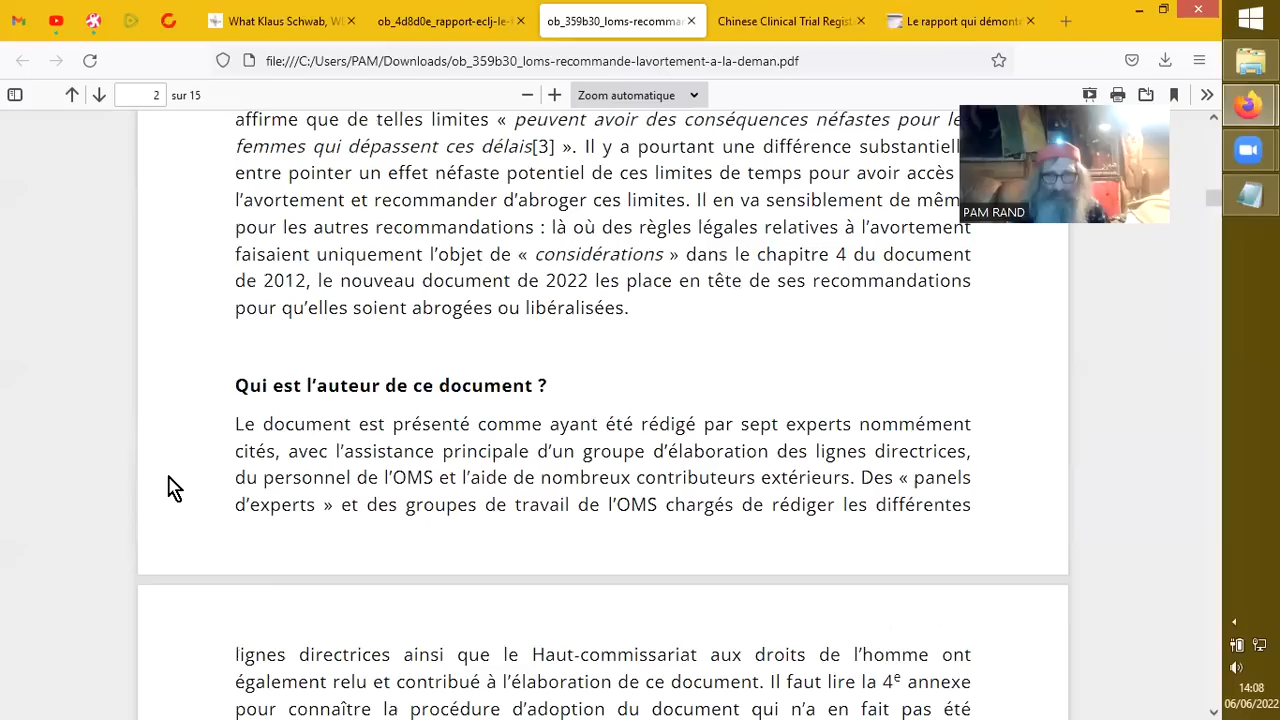 What Klaus Schwab, W
ob_4d8d0e_rapport-eclj-le-
ob_359b30_loms-recomma
Chinese Clinical Trial Regist
Le rapport qui démont
file:///C:/Users/PAM/Downloads/ob_359b30_loms-recommande-lavortement-a-la-deman.pdf
2 sur 15
Zoom automatique
affirme que de telles limites « peuvent avoir des conséquences néfastes pour le
femmes qui dépassent ces délais[3] ». Il y a pourtant une différence substantiell
entre pointer un effet néfaste potentiel de ces limites de temps pour avoir accès
l’avortement et recommander d’abroger ces limites. Il en va sensiblement de mêm
pour les autres recommandations : là où des règles légales relatives à l’avortement
faisaient uniquement l’objet de « considérations » dans le chapitre 4 du document
de 2012, le nouveau document de 2022 les place en tête de ses recommandations
pour qu’elles soient abrogées ou libéralisées.
PAM RAND
Qui est l’auteur de ce document ?
Le document est présenté comme ayant été rédigé par sept experts nommément
cités, avec l’assistance principale d’un groupe d’élaboration des lignes directrices,
du personnel de l’OMS et l’aide de nombreux contributeurs extérieurs. Des « panels
d’experts » et des groupes de travail de l’OMS chargés de rédiger les différentes
lignes directrices ainsi que le Haut-commissariat aux droits de l’homme ont
également relu et contribué à l’élaboration de ce document. Il faut lire la 4e annexe
pour connaître la procédure d’adoption du document qui n’a en fait pas été
14:08
06/06/2022